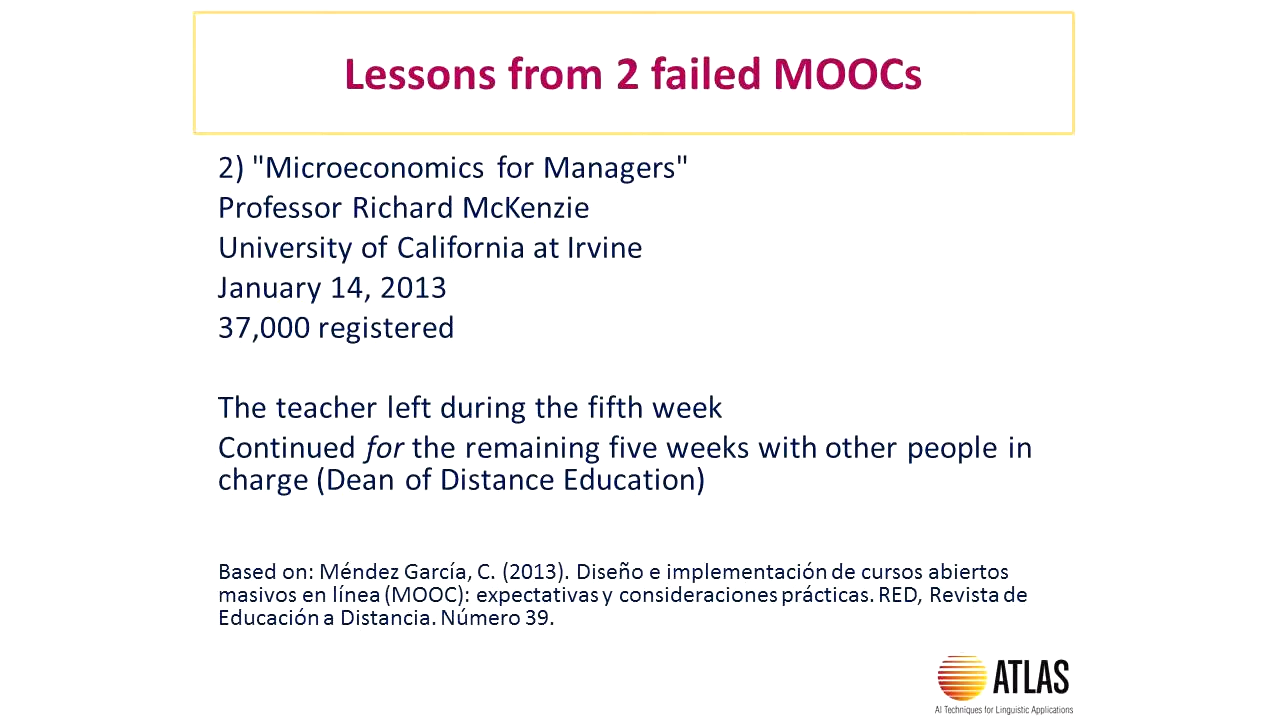 Lessons from 2 failed MOOCs
2) "Microeconomics for Managers"
Professor Richard McKenzie
University of California at Irvine
January 14, 2013
37,000 registered
The teacher left during the fifth week
Continued for the remaining five weeks with other people in
charge (Dean of Distance Education)
Based on: Méndez García, C. (2013). Diseño e implementación de cursos abiertos
masivos en línea (MOOC): expectativas y consideraciones prácticas. RED, Revista de
Educación a Distancia. Número 39.
ATLAS
AI Techniques for Linguistic Applications